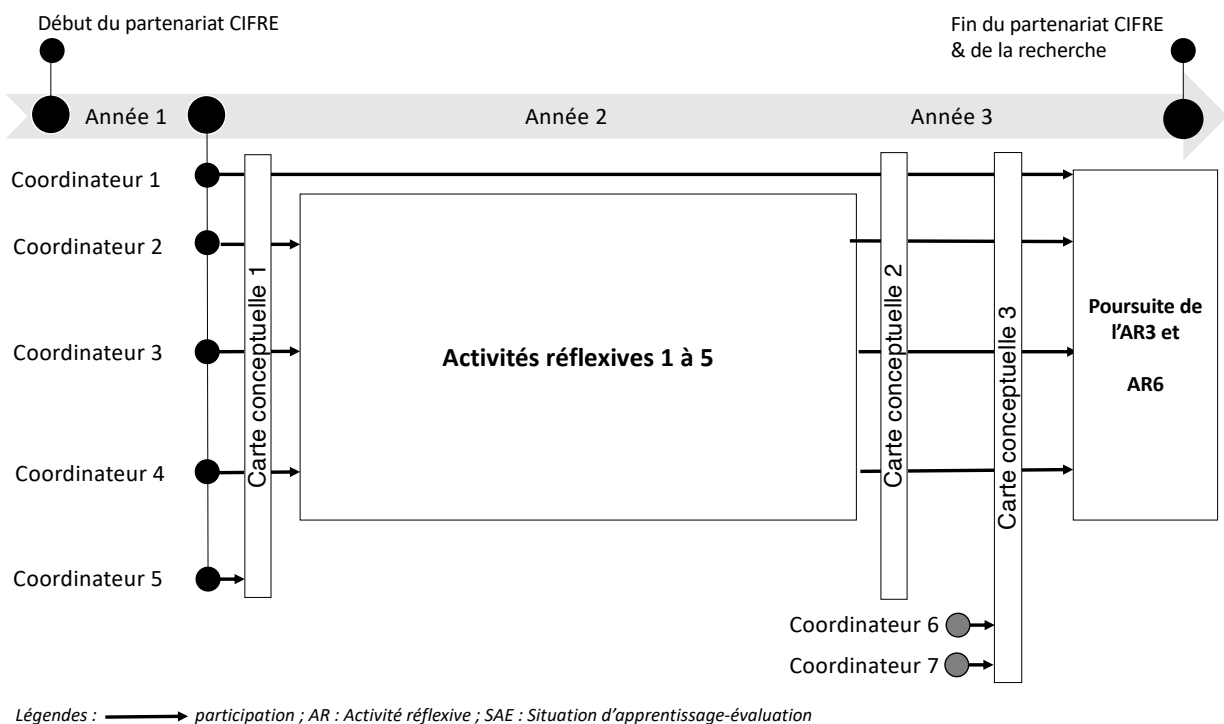 Début du partenariat CIFRE
Fin du partenariat CIFRE
& de la recherche
Année 1
Année 2
Année 3
Coordinateur 1
Coordinateur 2
Coordinateur 3
Coordinateur 4
Coordinateur 5
Carte conceptuelle 1
Activités réflexives 1 à 5
Carte conceptuelle 2
Carte conceptuelle 3
Poursuite de
l’AR3 et
AR6
Coordinateur 6
Coordinateur 7
Légendes : participation ; AR : Activité réflexive ; SAE : Situation d’apprentissage-évaluation